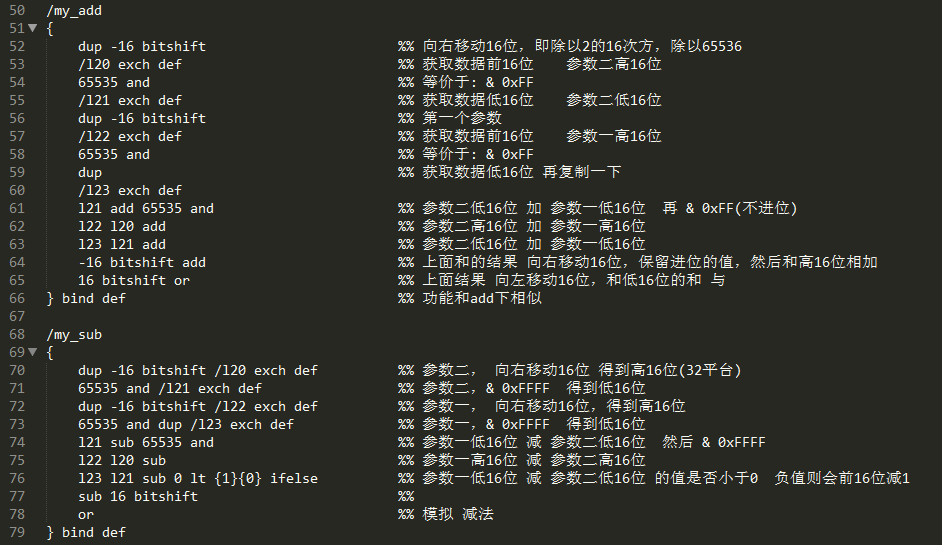 50 /my_add
51 {
52 dup -16 bitshift %% 向右移动16位，即除以2的16次方，除以65536
53 /l20 exch def %% 获取数据前16位 参数二高16位
54 65535 and %% 等价于: & 0xFF
55 /l21 exch def %% 获取数据低16位 参数二低16位
56 dup -16 bitshift %% 第一个参数
57 /l22 exch def %% 获取数据前16位 参数一高16位
58 65535 and %% 等价于: & 0xFF
59 dup %% 获取数据低16位 再复制一下
60 /l23 exch def
61 l21 add 65535 and %% 参数二低16位 加 参数一低16位 再 & 0xFF(不进位)
62 l22 l20 add %% 参数二高16位 加 参数一高16位
63 l23 l21 add %% 参数二低16位 加 参数一低16位
64 -16 bitshift add %% 上面和的结果 向右移动16位，保留进位的值，然后和高16位相加
65 16 bitshift or %% 上面结果 向左移动16位，和低16位的和 与
66 } bind def %% 功能和add下相似
67
68 /my_sub
69 {
70 dup -16 bitshift /l20 exch def %% 参数二， 向右移动16位 得到高16位(32平台)
71 65535 and /l21 exch def %% 参数二，& 0xFFFF 得到低16位
72 dup -16 bitshift /l22 exch def %% 参数一， 向右移动16位，得到高16位
73 65535 and dup /l23 exch def %% 参数一，& 0xFFFF 得到低16位
74 l21 sub 65535 and %% 参数一低16位 减 参数二低16位 然后 & 0xFFFF
75 l22 l20 sub %% 参数一高16位 减 参数二高16位
76 l23 l21 sub 0 lt {1}{0} ifelse %% 参数一低16位 减 参数二低16位 的值是否小于0 负值则会前16位减1
77 sub 16 bitshift %%
78 or %% 模拟 减法
79 } bind def